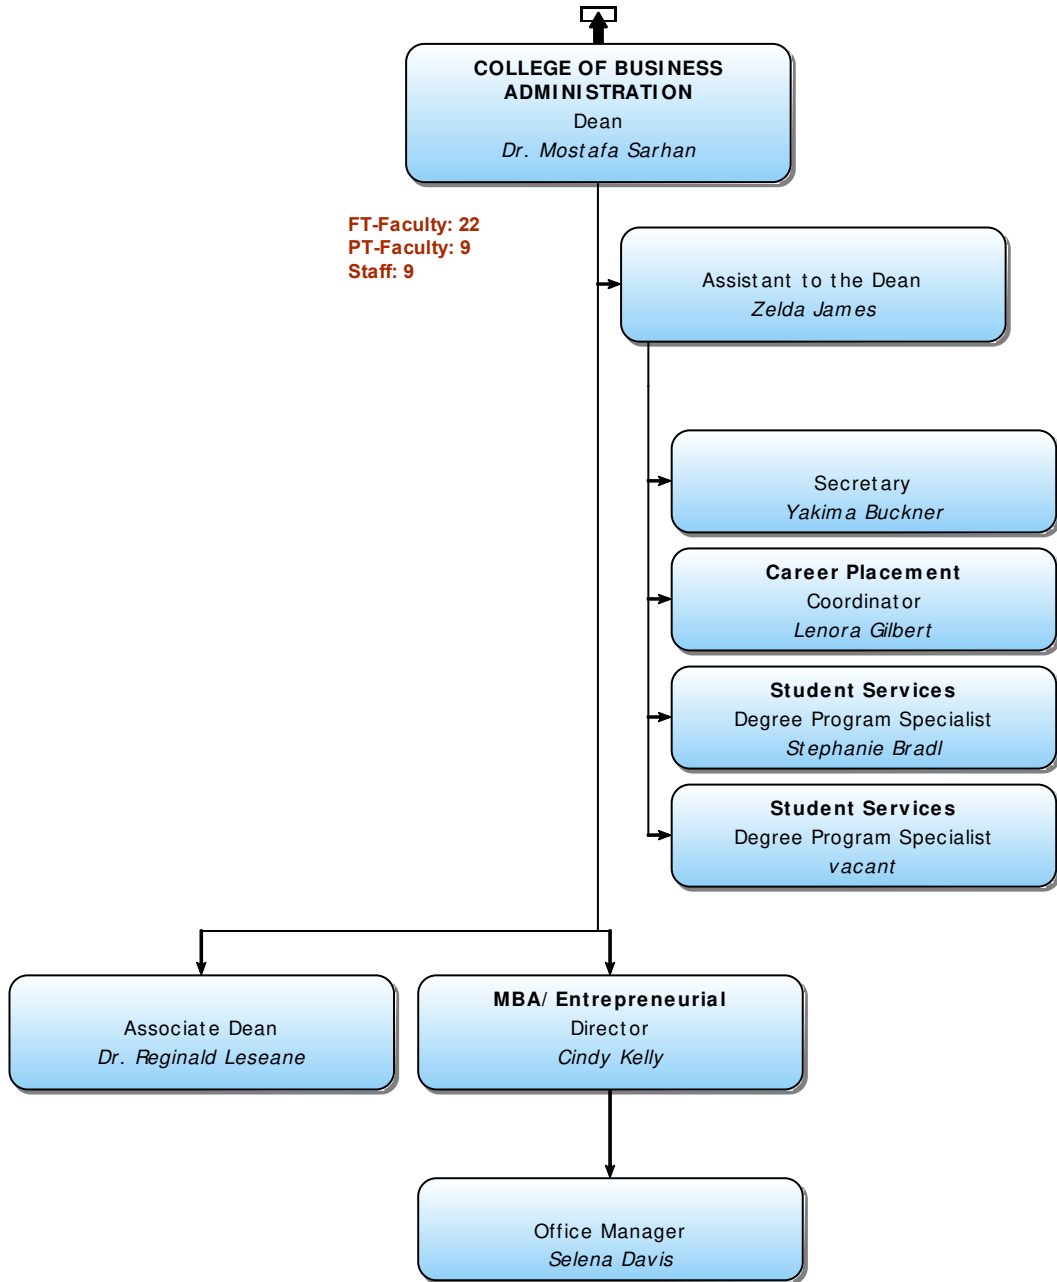 COLLEGE OF BUSINESS
ADMINISTRATION
Dean
Dr. Mostafa Sarhan
FT-Faculty: 22
PT-Faculty: 9
Staff: 9
Assistant to the Dean
Zelda James
Secretary
Yakima Buckner
Career Placement
Coordinator
Lenora Gilbert
Student Services
Degree Program Specialist
Stephanie Bradl
Student Services
Degree Program Specialist
vacant
Associate Dean
Dr. Reginald Leseane
MBA/ Entrepreneurial
Director
Cindy Kelly
Office Manager
Selena Davis